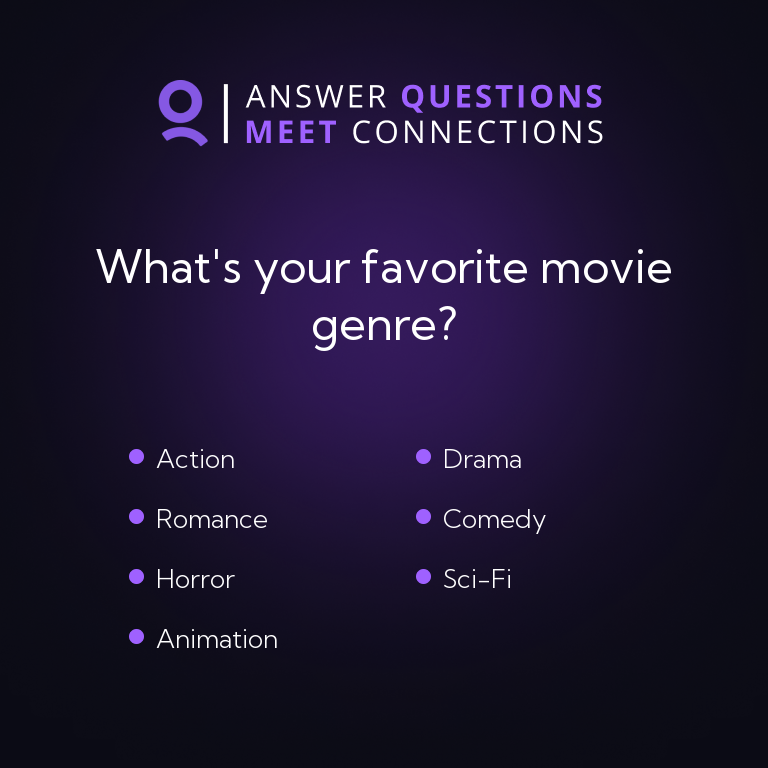 ANSWER QUESTIONS
MEET CONNECTIONS
What's your favorite movie
genre?
Action
Romance
Horror
Animation
Drama
Comedy
Sci-Fi